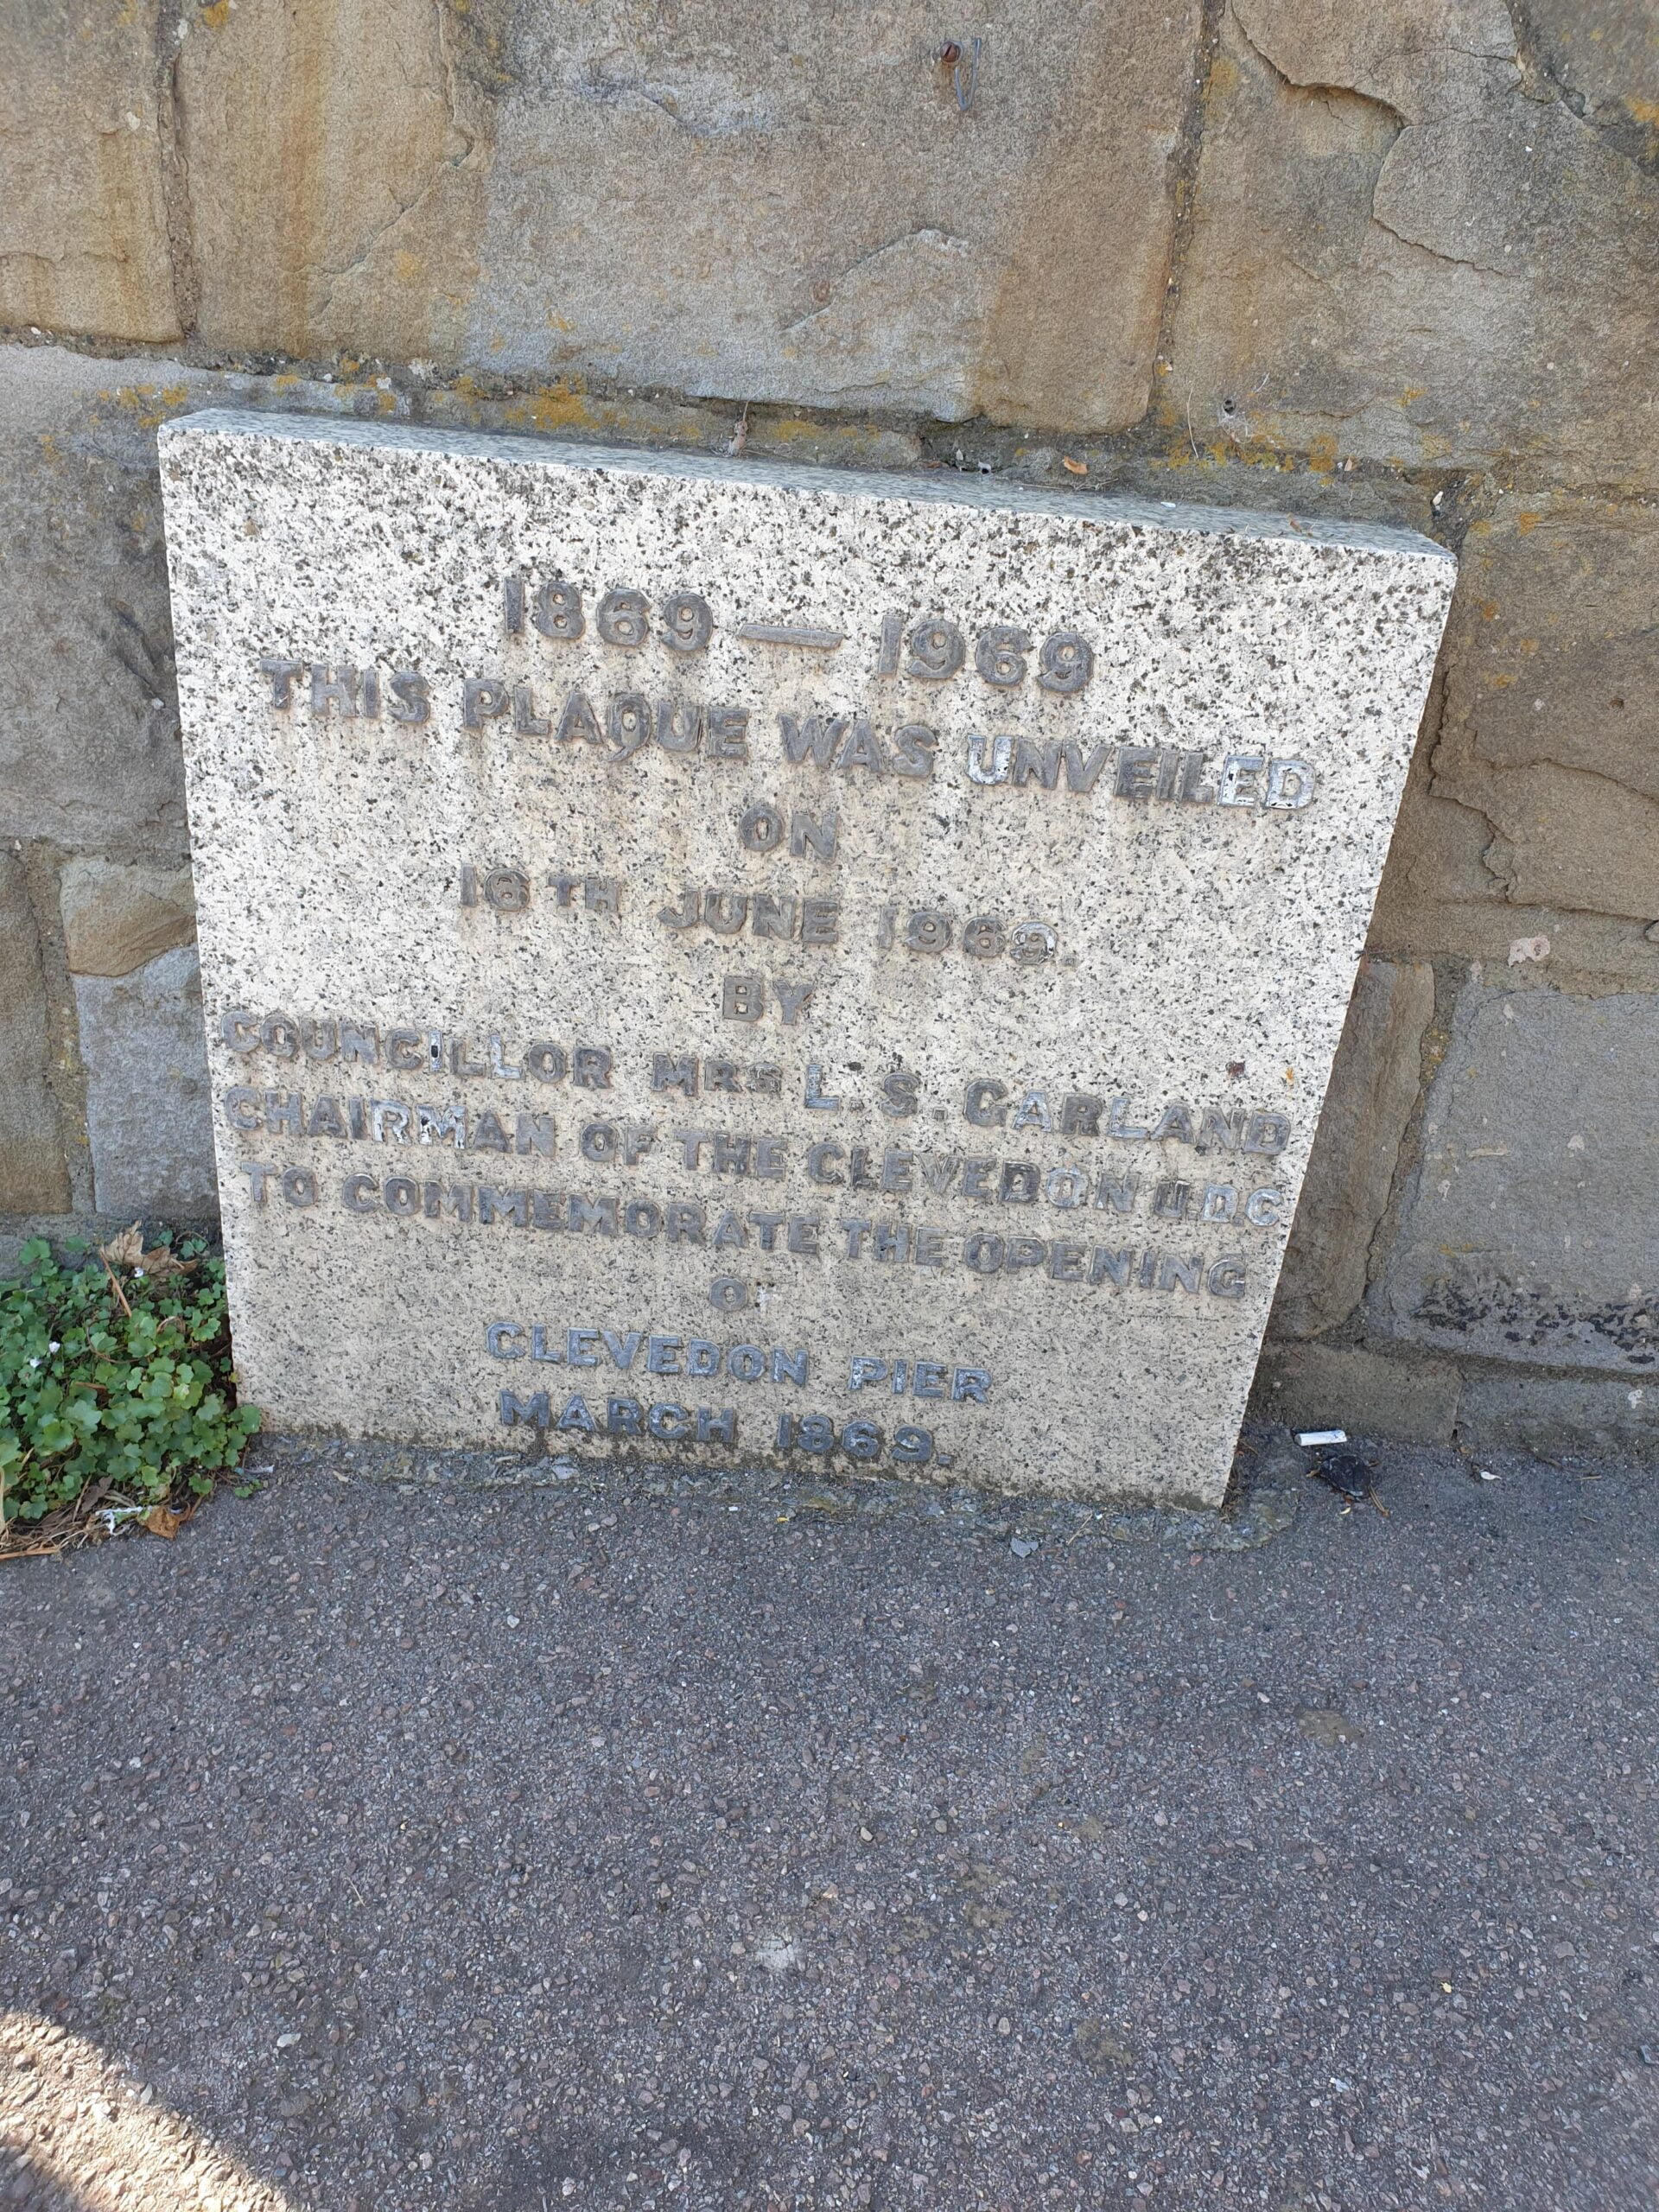 1869 — 1969
THIS PLAQUE WAS UNVEILED
ON
16TH JUNE 1969.
BY
COUNCILLOR MRS L. S. GARLAND
CHAIRMAN OF THE CLEVEDON U.D.C
TO COMMEMORATE THE OPENING
OF
CLEVEDON PIER
MARCH 1869.